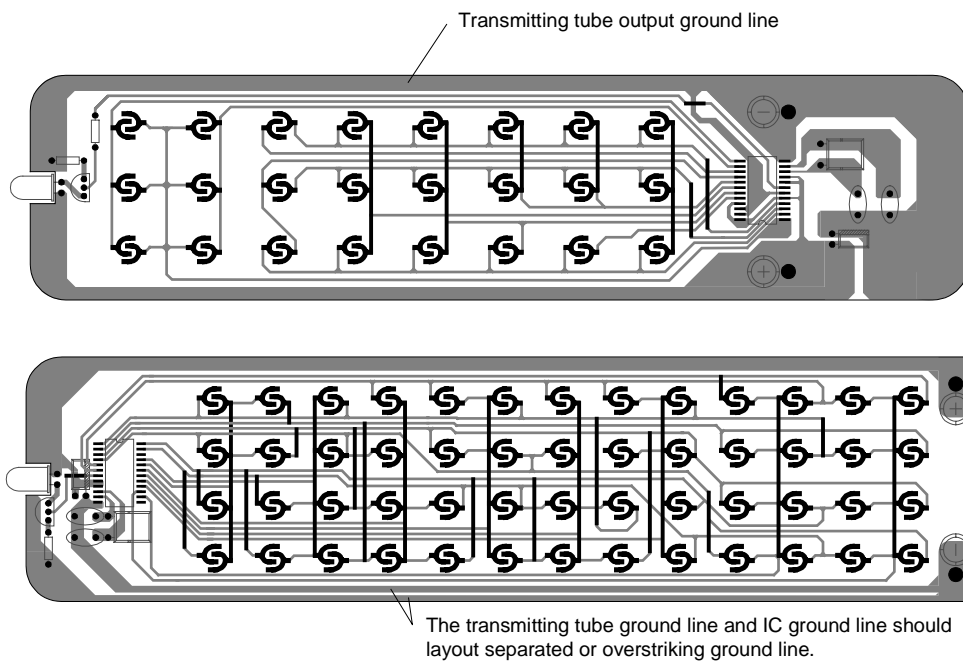 Transmitting tube output ground line
The transmitting tube ground line and IC ground line should
layout separated or overstriking ground line.